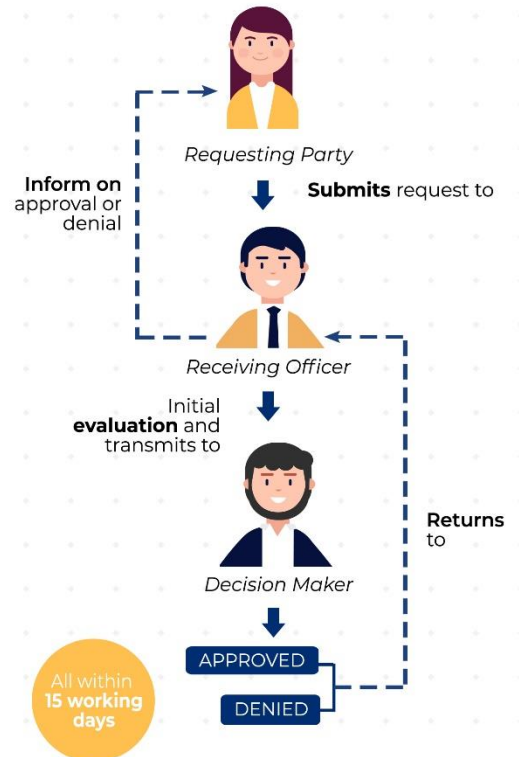 Requesting Party
Inform on
approval or
denial
Submits request to
Receiving Officer
Initial
evaluation and
transmits to
Decision Maker
Returns
to
APPROVED
DENIED
All within
15 working
days